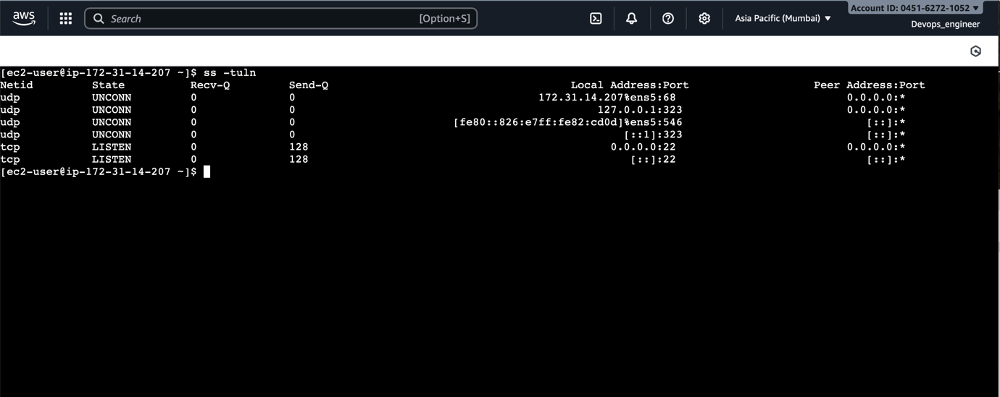 aws Search [Option+S] Asia Pacific (Mumbai) ▼ Account ID: 0451-6272-1052 ▼
Devops_engineer
[ec2-user@ip-172-31-14-207 ~]$ ss -tuln
Netid State Recv-Q Send-Q Local Address:Port Peer Address:Port
udp UNCONN 0 0 172.31.14.207%ens5:68 0.0.0.0:*
udp UNCONN 0 0 127.0.0.1:323 0.0.0.0:*
udp UNCONN 0 0 [fe80::826:e7ff:fe82:cd0d]%ens5:546 [::]:*
udp UNCONN 0 0 [::1]:323 [::]:*
tcp LISTEN 0 128 0.0.0.0:22 0.0.0.0:*
tcp LISTEN 0 128 [::]:22 [::]:*
[ec2-user@ip-172-31-14-207 ~]$